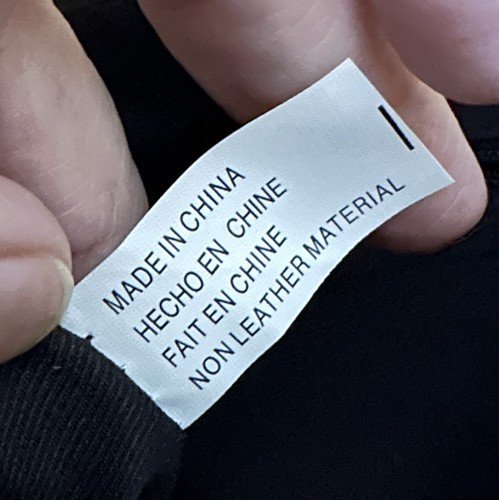 MADE IN CHINA
HECHO EN CHINE
FAIT EN CHINE
NON LEATHER MATERIAL